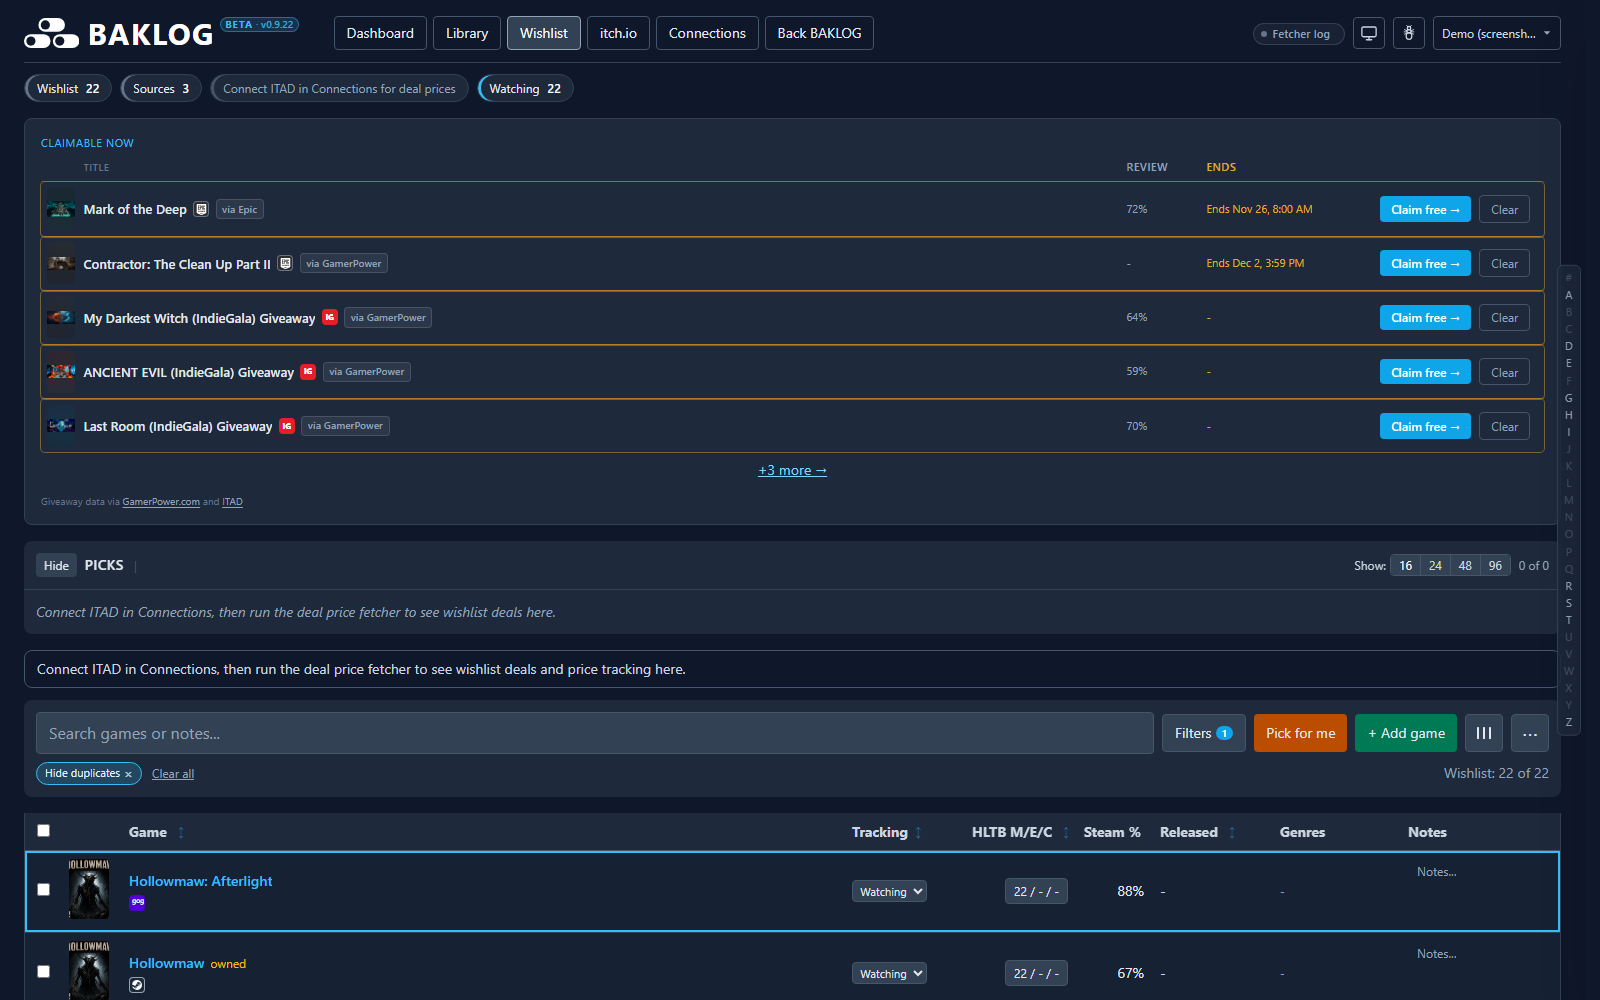 BAKLOG BETA · v0.9.22 Dashboard Library Wishlist itch.io Connections Back BAKLOG Fetcher log Demo (screensh...
Wishlist 22 Sources 3 Connect ITAD in Connections for deal prices Watching 22
CLAIMABLE NOW
TITLE REVIEW ENDS
Mark of the Deep via Epic 72% Ends Nov 26, 8:00 AM Claim free → Clear
Contractor: The Clean Up Part II via GamerPower - Ends Dec 2, 3:59 PM Claim free → Clear
My Darkest Witch (IndieGala) Giveaway IG via GamerPower 64% - Claim free → Clear
ANCIENT EVIL (IndieGala) Giveaway IG via GamerPower 59% - Claim free → Clear
Last Room (IndieGala) Giveaway IG via GamerPower 70% - Claim free → Clear
+3 more →
Giveaway data via GamerPower.com and ITAD
Hide PICKS Show: 16 24 48 96 0 of 0
Connect ITAD in Connections, then run the deal price fetcher to see wishlist deals here.
Connect ITAD in Connections, then run the deal price fetcher to see wishlist deals and price tracking here.
Search games or notes... Filters 1 Pick for me + Add game ...
Hide duplicates × Clear all Wishlist: 22 of 22
Game Tracking HLTB M/E/C Steam % Released Genres Notes
HOLLOWMAW
Hollowmaw: Afterlight Watching 22 / - / - 88% - - Notes...
gog
HOLLOWMAW
Hollowmaw owned Watching 22 / - / - 67% - - Notes...
#
A
B
C
D
E
F
G
H
I
J
K
L
M
N
O
P
Q
R
S
T
U
V
W
X
Y
Z